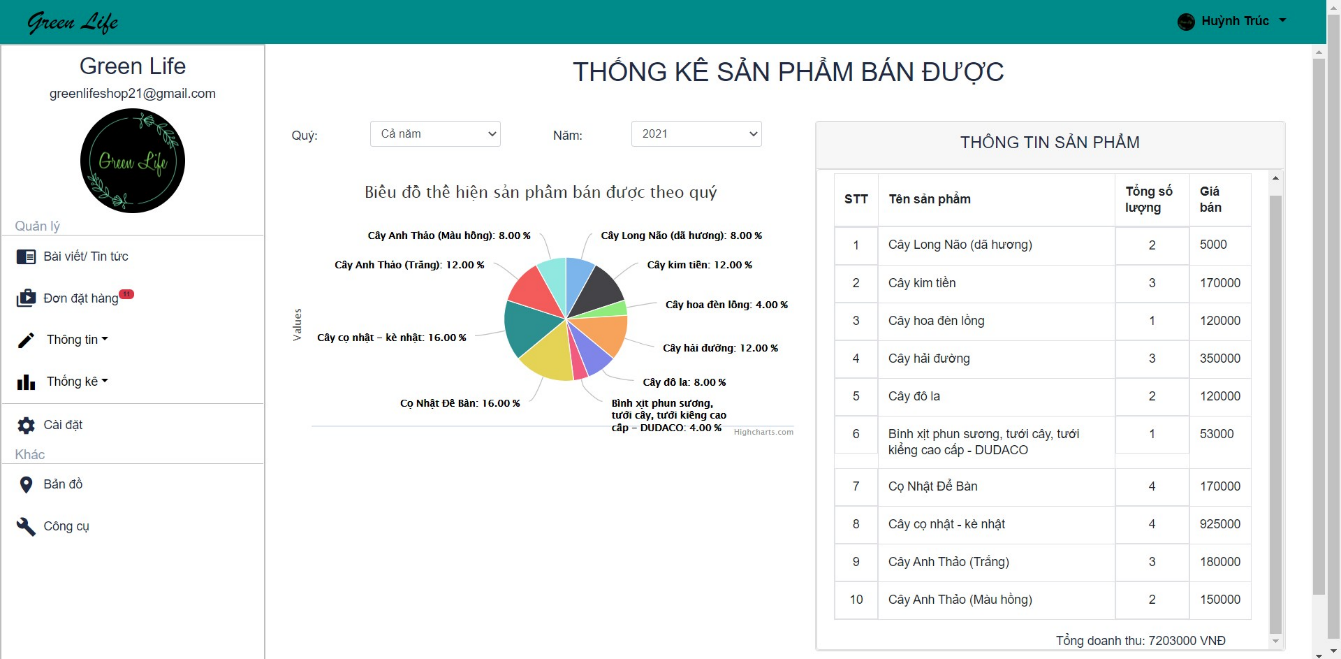 Green Life
Huỳnh Trúc
Green Life
greenlifeshop21@gmail.com
Green Life
Quản lý
Bài viết/ Tin tức
Đơn đặt hàng
Thông tin
Thống kê
Cài đặt
Khác
Bản đồ
Công cụ
THỐNG KÊ SẢN PHẨM BÁN ĐƯỢC
Quý: Cả năm Năm: 2021
Biểu đồ thể hiện sản phẩm bán được theo quý
Cây Anh Thảo (Màu hồng): 8.00 %
Cây Long Não (dã hương): 8.00 %
Cây Anh Thảo (Trắng): 12.00 %
Cây kim tiền: 12.00 %
Cây hoa đèn lồng: 4.00 %
Values
Cây cọ nhật – kè nhật: 16.00 %
Cây hải đường: 12.00 %
Cây đô la: 8.00 %
Cọ Nhật Để Bàn: 16.00 %
Bình xịt phun sương,
tưới cây, tưới kiểng cao
cấp – DUDACO: 4.00 %
Highcharts.com
THÔNG TIN SẢN PHẨM
STT Tên sản phẩm Tổng số lượng Giá bán
1 Cây Long Não (dã hương) 2 5000
2 Cây kim tiền 3 170000
3 Cây hoa đèn lồng 1 120000
4 Cây hải đường 3 350000
5 Cây đô la 2 120000
6 Bình xịt phun sương, tưới cây, tưới 1 53000
kiểng cao cấp - DUDACO
7 Cọ Nhật Để Bàn 4 170000
8 Cây cọ nhật - kè nhật 4 925000
9 Cây Anh Thảo (Trắng) 3 180000
10 Cây Anh Thảo (Màu hồng) 2 150000
Tổng doanh thu: 7203000 VNĐ